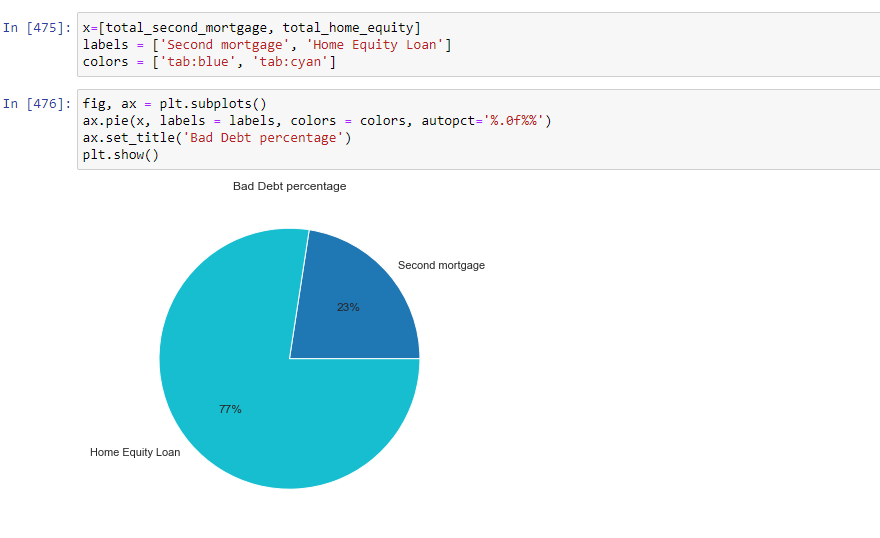 In [475]: x=[total_second_mortgage, total_home_equity]
labels = ['Second mortgage', 'Home Equity Loan']
colors = ['tab:blue', 'tab:cyan']
In [476]: fig, ax = plt.subplots()
ax.pie(x, labels = labels, colors = colors, autopct='%.0f%%')
ax.set_title('Bad Debt percentage')
plt.show()
Bad Debt percentage
Second mortgage
23%
77%
Home Equity Loan